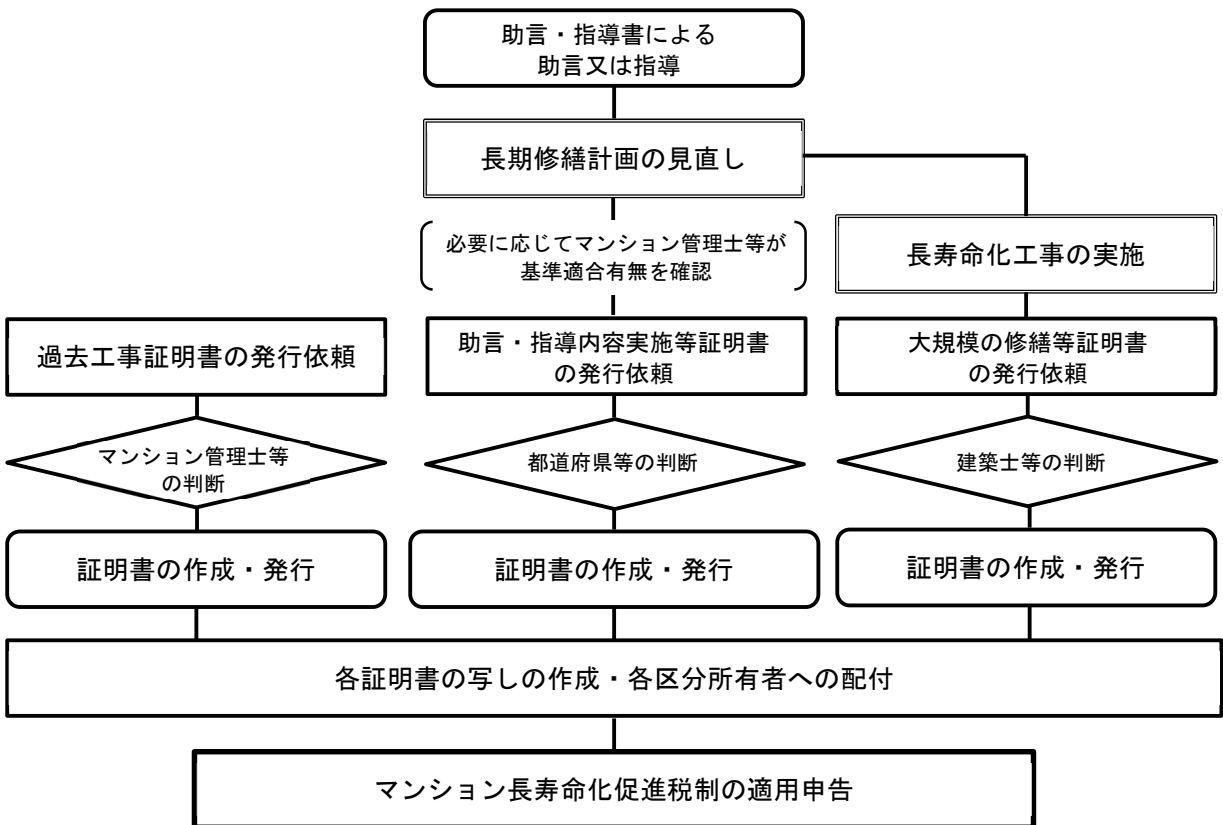 助言・指導書による
助言又は指導
長期修繕計画の見直し
必要に応じてマンション管理士等が
基準適合有無を確認
長寿命化工事の実施
過去工事証明書の発行依頼
助言・指導内容実施等証明書
の発行依頼
大規模の修繕等証明書
の発行依頼
マンション管理士等
の判断
都道府県等の判断
建築士等の判断
証明書の作成・発行
証明書の作成・発行
証明書の作成・発行
各証明書の写しの作成・各区分所有者への配付
マンション長寿命化促進税制の適用申告